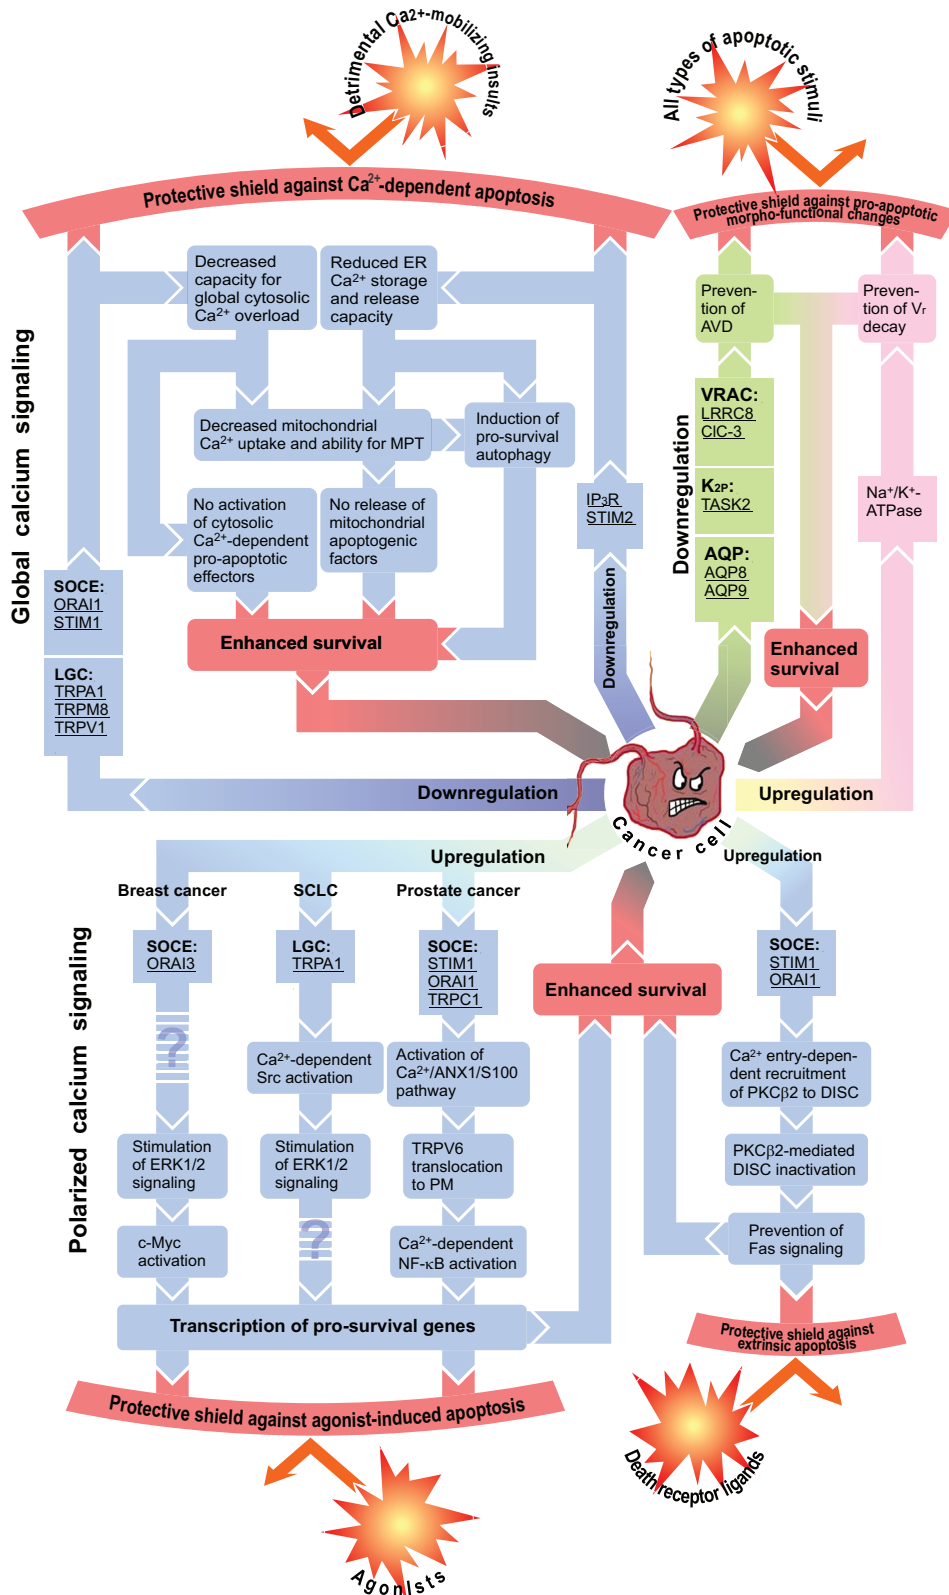 Detrimental Ca2+-mobilizing insults
All types of apoptotic stimuli
Protective shield against Ca2+-dependent apoptosis
Protective shield against pro-apoptotic
morpho-functional changes
Global calcium signaling
Decreased
capacity for
global cytosolic
Ca2+ overload
Reduced ER
Ca2+ storage
and release
capacity
Decreased mitochondrial
Ca2+ uptake and ability for MPT
Induction of
pro-survival
autophagy
No activation
of cytosolic
Ca2+-dependent
pro-apoptotic
effectors
No release of
mitochondrial
apoptogenic
factors
Enhanced survival
SOCE:
ORAI1
STIM1
LGC:
TRPA1
TRPM8
TRPV1
IP3R
STIM2
Downregulation
Downregulation
Preven-
tion of
AVD
Preven-
tion of Vr
decay
VRAC:
LRRC8
ClC-3
K2P:
TASK2
AQP:
AQP8
AQP9
Downregulation
Na+/K+-
ATPase
Enhanced
survival
Upregulation
Cancer cell
Upregulation
Upregulation
Polarized calcium signaling
Breast cancer
SCLC
Prostate cancer
SOCE:
ORAI3
LGC:
TRPA1
SOCE:
STIM1
ORAI1
TRPC1
Enhanced survival
SOCE:
STIM1
ORAI1
?
Ca2+-dependent
Src activation
Activation of
Ca2+/ANX1/S100
pathway
Ca2+ entry-depen-
dent recruitment
of PKCβ2 to DISC
Stimulation
of ERK1/2
signaling
Stimulation
of ERK1/2
signaling
TRPV6
translocation
to PM
PKCβ2-mediated
DISC inactivation
c-Myc
activation
?
Ca2+-dependent
NF-κB activation
Prevention of
Fas signaling
Transcription of pro-survival genes
Protective shield against
extrinsic apoptosis
Protective shield against agonist-induced apoptosis
Death receptor ligands
Agonists